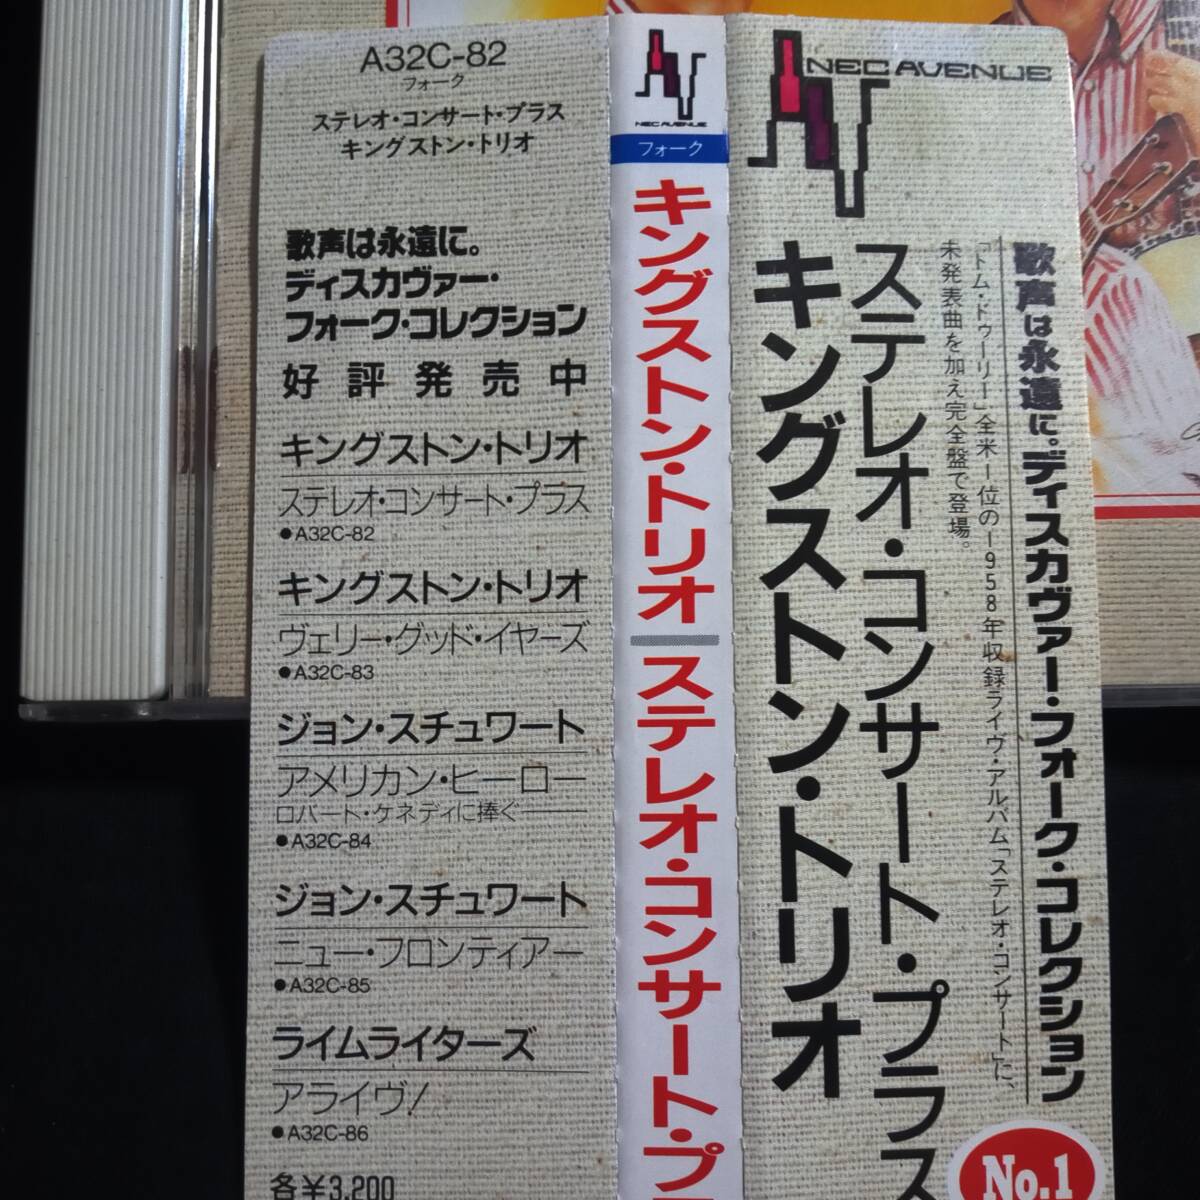 A32C-82
フォーク
ステレオ・コンサート・プラス
キングストン・トリオ
歌声は永遠に。
ディスカヴァー・
フォーク・コレクション
好評発売中
キングストン・トリオ
ステレオ・コンサート・プラス
●A32C-82
キングストン・トリオ
ヴェリー・グッド・イヤーズ
●A32C-83
ジョン・スチュワート
アメリカン・ヒーロー
ロバート・ケネディに捧ぐ
●A32C-84
ジョン・スチュワート
ニュー・フロンティアー
●A32C-85
ライムライターズ
アライヴ!
●A32C-86
各¥3,200
NEC AVENUE
フォーク
キングストン・トリオ
ステレオ・コンサート・プ
NEC AVENUE
歌声は永遠に。ディスカヴァー・フォーク・コレクション
「トム・ドゥーリー」全米1位の1958年収録ライヴ・アルバム「ステレオ・コンサート」に、
未発表曲を加え完全盤で登場。
ステレオ・コンサート・プラス
キングストン・トリオ
No.1